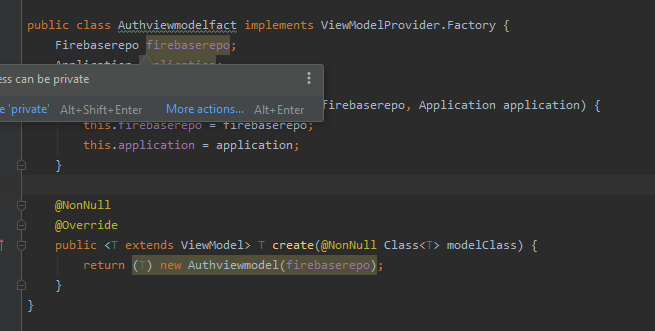 public class Authviewmodelfact implements ViewModelProvider.Factory {
Firebaserepo firebaserepo;
Application application;
ess can be private
e 'private' Alt+Shift+Enter More actions... Alt+Enter
firebaserepo, Application application) {
this.firebaserepo = firebaserepo;
this.application = application;
}
@NonNull
@Override
public <T extends ViewModel> T create(@NonNull Class<T> modelClass) {
return (T) new Authviewmodel(firebaserepo);
}
}